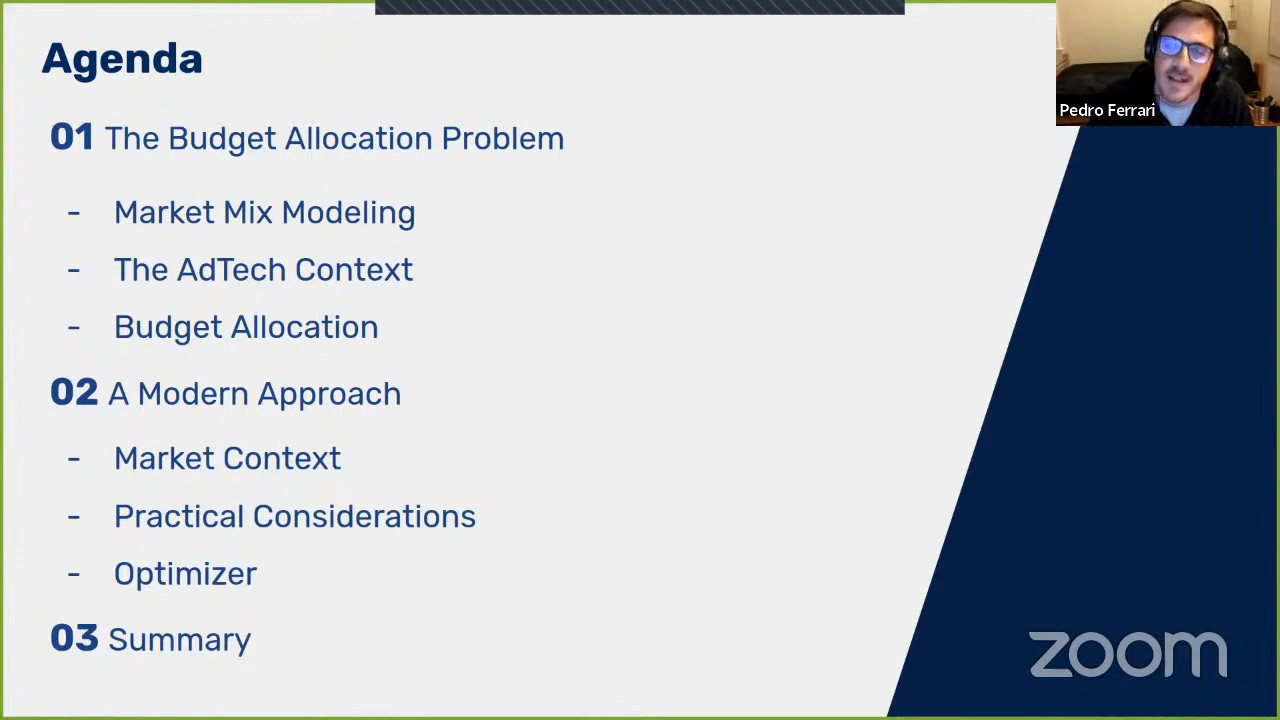 Agenda
01 The Budget Allocation Problem
- Market Mix Modeling
- The AdTech Context
- Budget Allocation
02 A Modern Approach
- Market Context
- Practical Considerations
- Optimizer
03 Summary
Pedro Ferrari
zoom